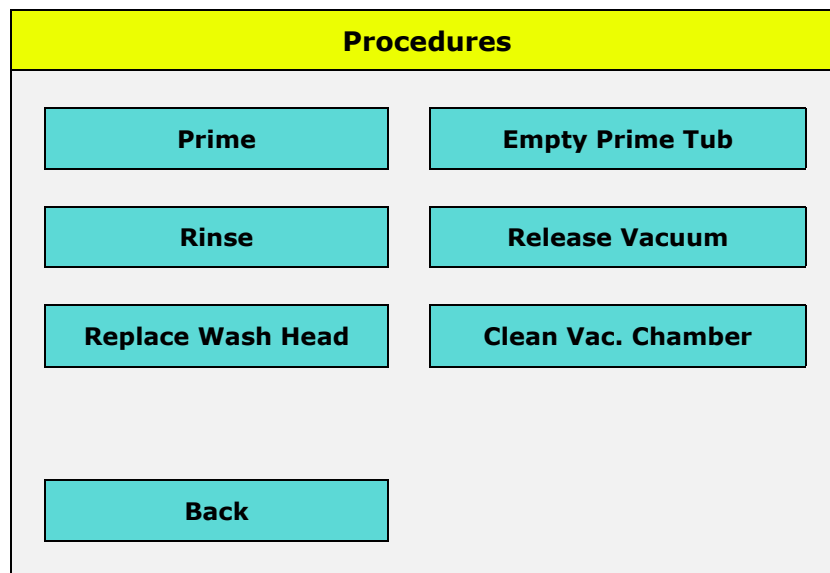 Procedures
Prime
Empty Prime Tub
Rinse
Release Vacuum
Replace Wash Head
Clean Vac. Chamber
Back